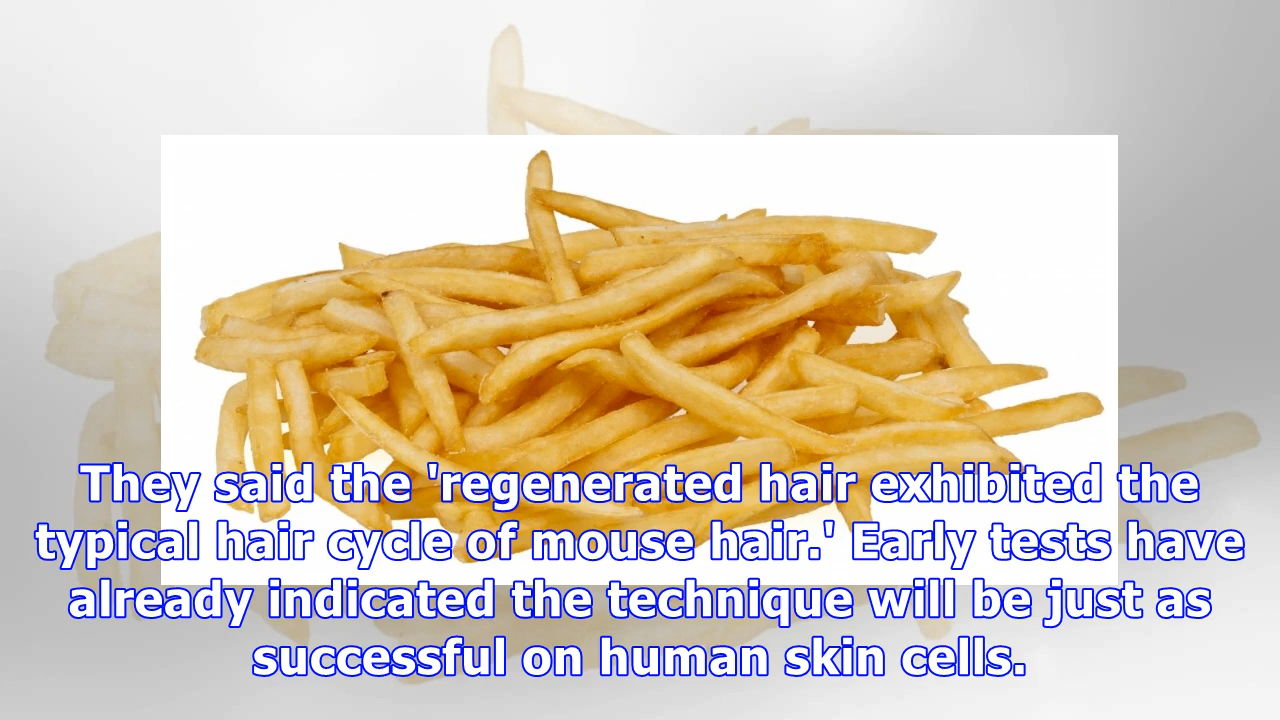 They said the 'regenerated hair exhibited the
typical hair cycle of mouse hair.' Early tests have
already indicated the technique will be just as
successful on human skin cells.